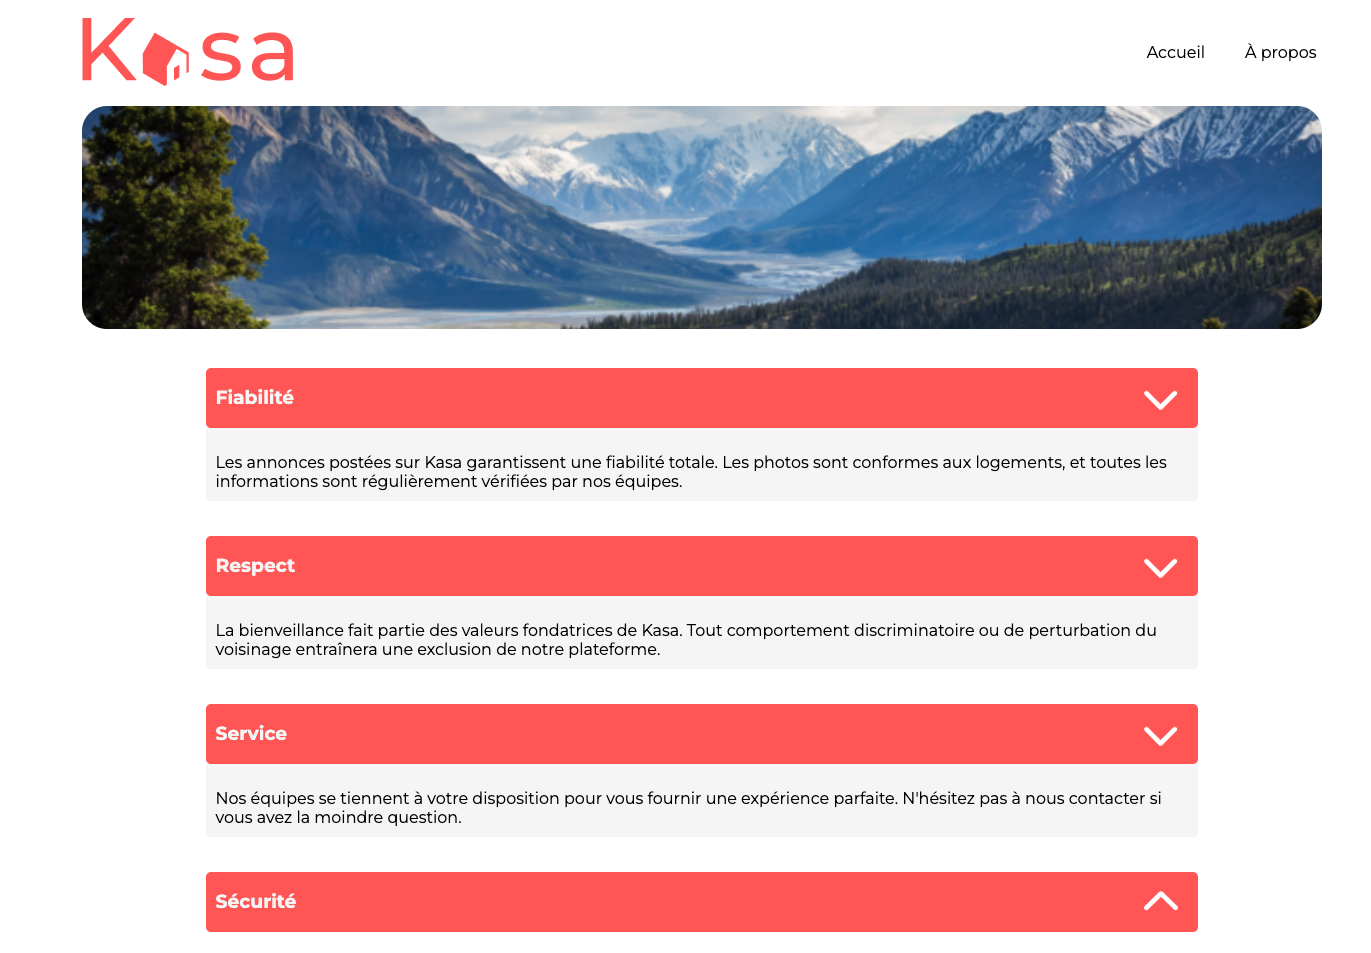 Kasa
Accueil À propos
Fiabilité
Les annonces postées sur Kasa garantissent une fiabilité totale. Les photos sont conformes aux logements, et toutes les
informations sont régulièrement vérifiées par nos équipes.
Respect
La bienveillance fait partie des valeurs fondatrices de Kasa. Tout comportement discriminatoire ou de perturbation du
voisinage entraînera une exclusion de notre plateforme.
Service
Nos équipes se tiennent à votre disposition pour vous fournir une expérience parfaite. N'hésitez pas à nous contacter si
vous avez la moindre question.
Sécurité